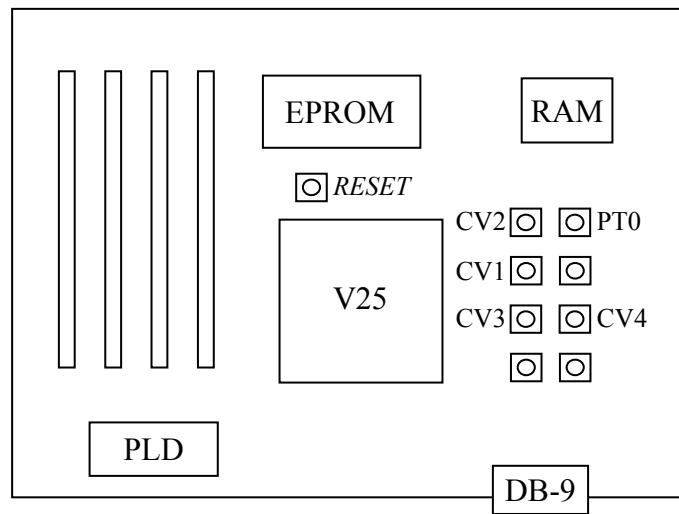 EPROM
RAM
RESET
CV2
PT0
CV1
V25
CV3
CV4
PLD
DB-9